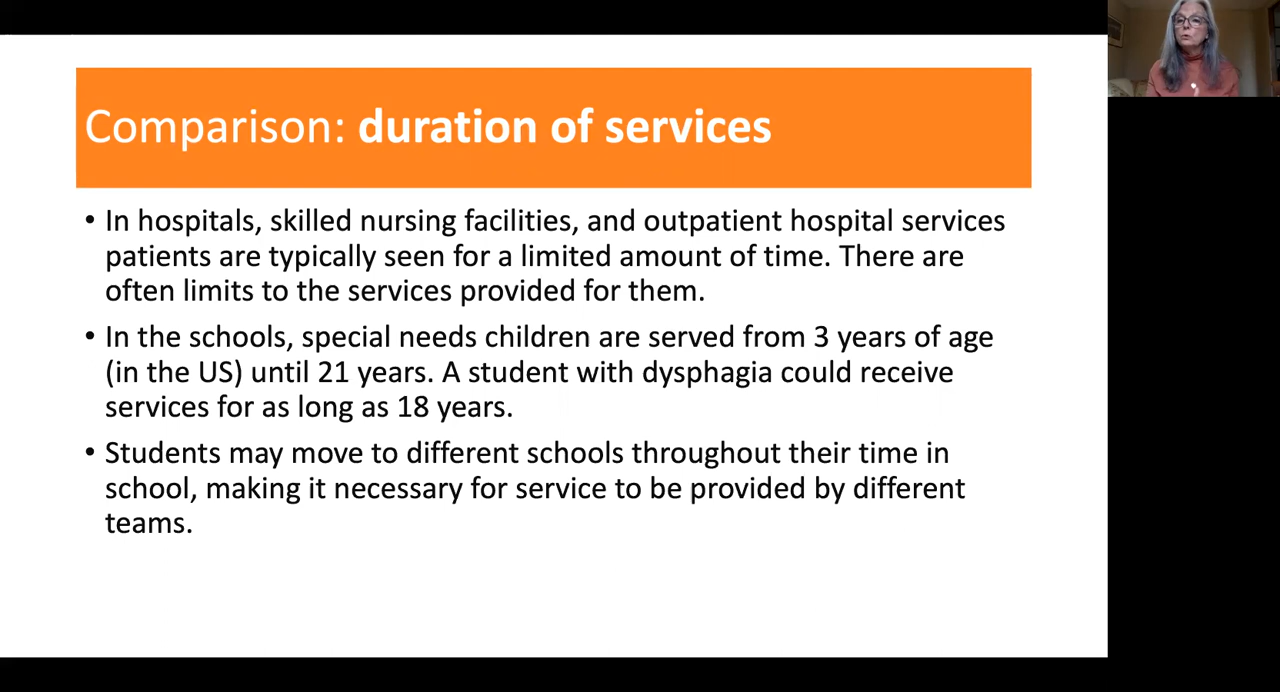 Comparison: duration of services
• In hospitals, skilled nursing facilities, and outpatient hospital services
patients are typically seen for a limited amount of time. There are
often limits to the services provided for them.
• In the schools, special needs children are served from 3 years of age
(in the US) until 21 years. A student with dysphagia could receive
services for as long as 18 years.
• Students may move to different schools throughout their time in
school, making it necessary for service to be provided by different
teams.